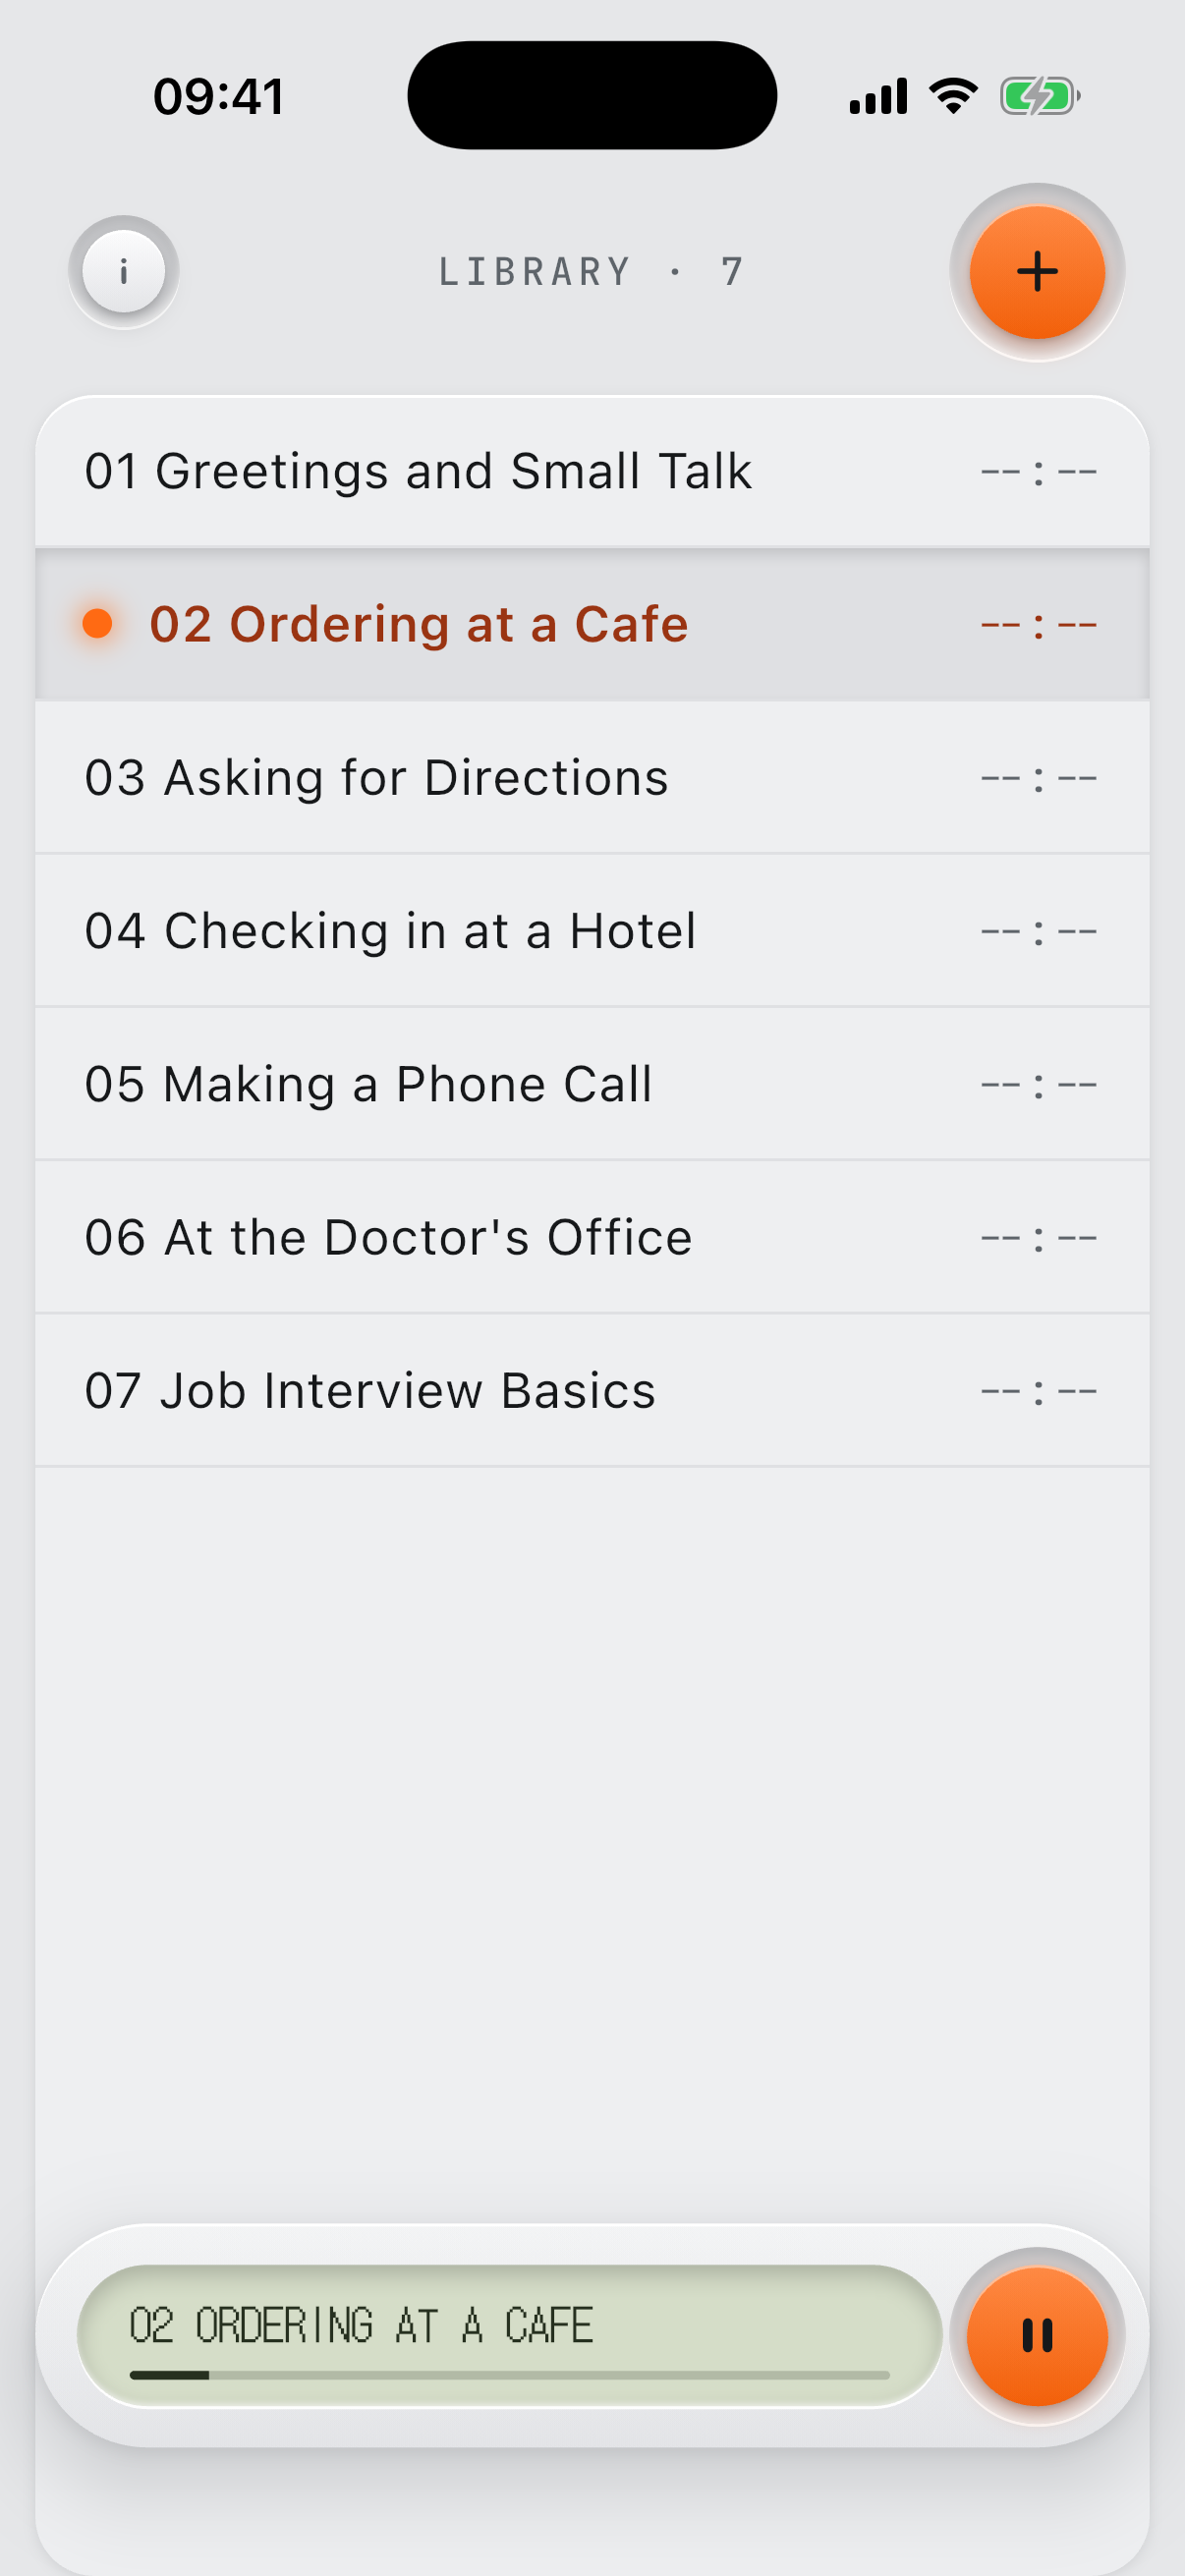 09:41
LIBRARY · 7
01 Greetings and Small Talk --:--
02 Ordering at a Cafe --:--
03 Asking for Directions --:--
04 Checking in at a Hotel --:--
05 Making a Phone Call --:--
06 At the Doctor's Office --:--
07 Job Interview Basics --:--
02 ORDERING AT A CAFE